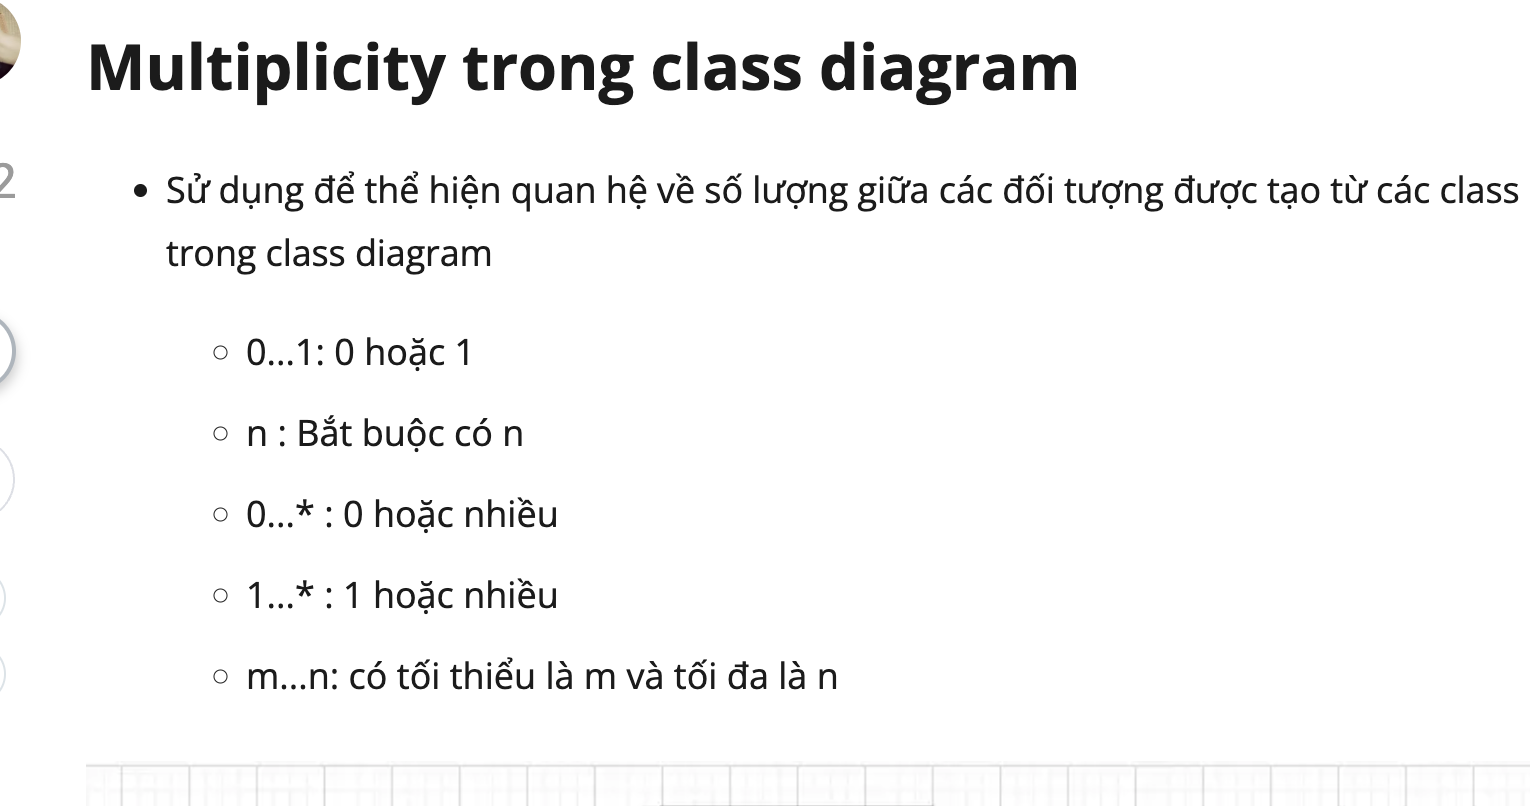 Multiplicity trong class diagram
2
Sử dụng để thể hiện quan hệ về số lượng giữa các đối tượng được tạo từ các class
trong class diagram
0...1: 0 hoặc 1
n : Bắt buộc có n
0...* : 0 hoặc nhiều
1...* : 1 hoặc nhiều
m...n: có tối thiểu là m và tối đa là n